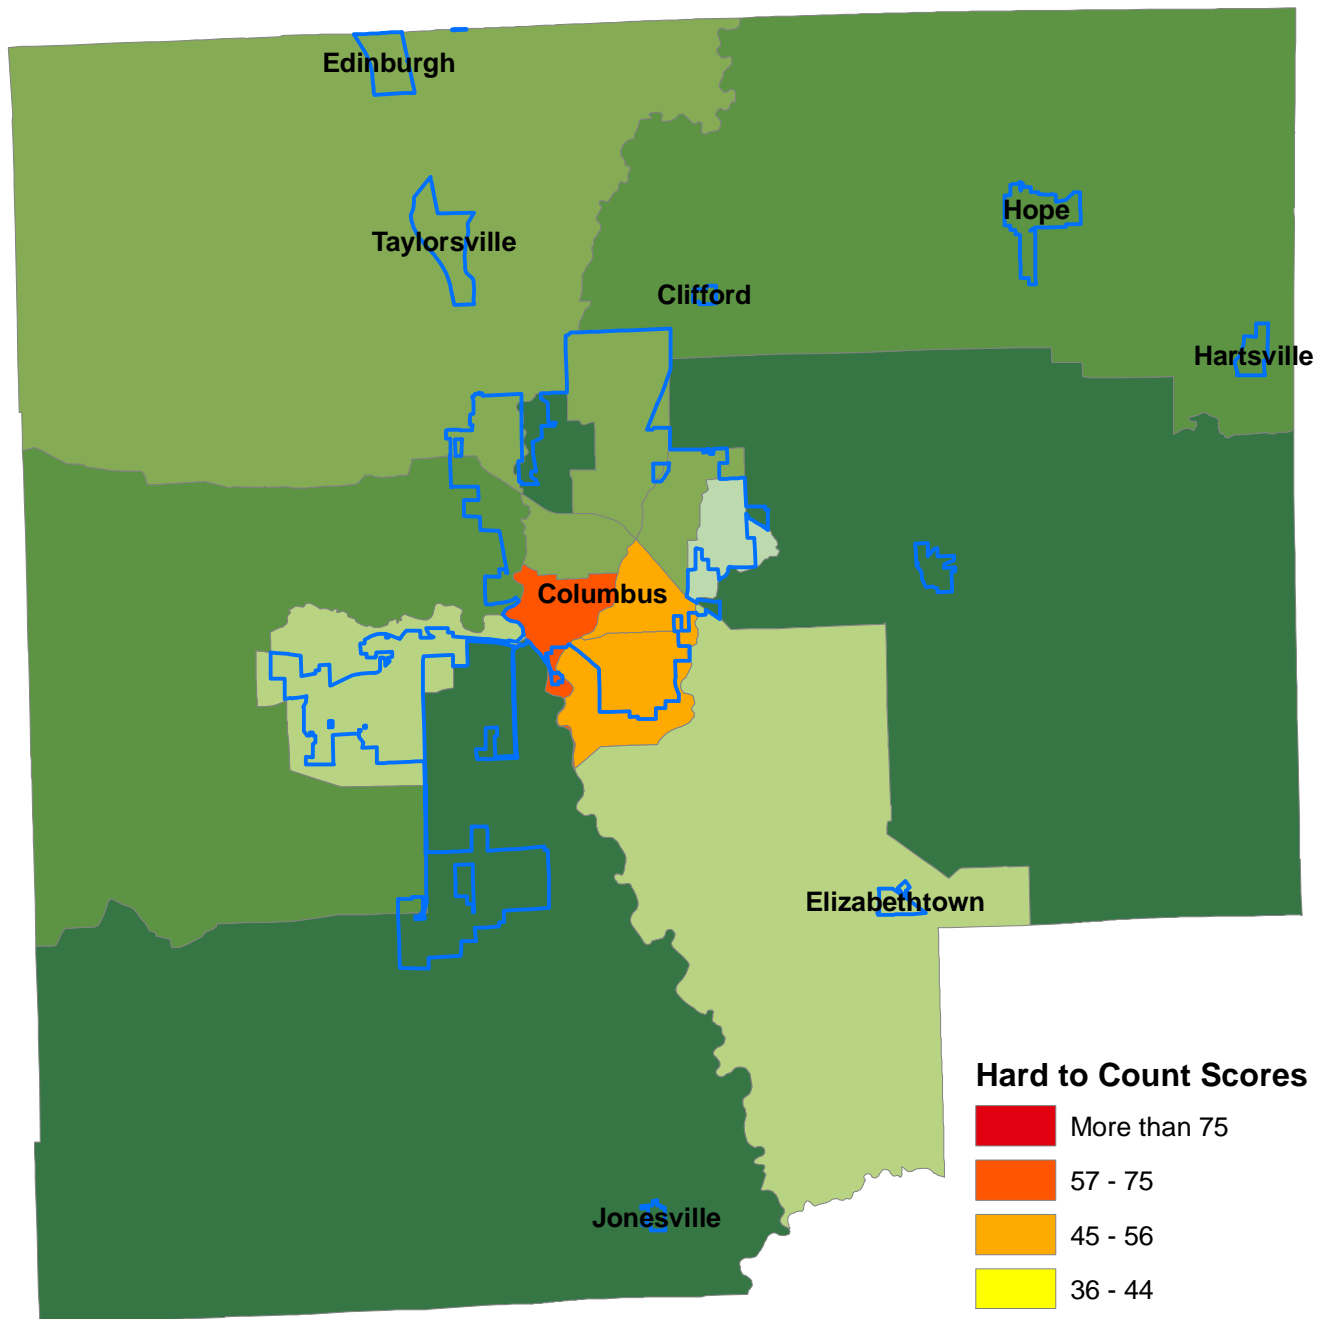 Edinburgh
Hope
Taylorsville
Clifford
Hartsville
Columbus
Elizabethtown
Jonesville
Hard to Count Scores
More than 75
57 - 75
45 - 56
36 - 44